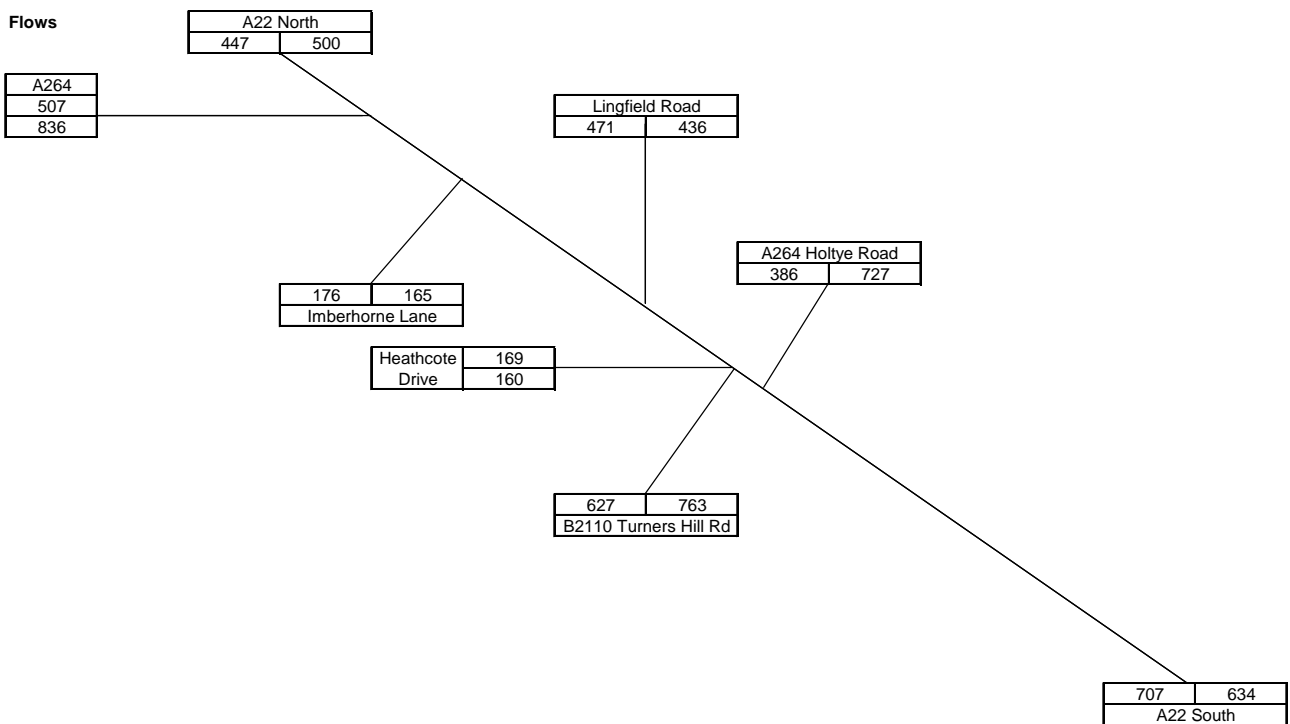 Flows
A22 North
447 500
A264
507
836
Lingfield Road
471 436
A264 Holtye Road
386 727
176 165
Imberhorne Lane
Heathcote 169
Drive 160
627 763
B2110 Turners Hill Rd
707 634
A22 South